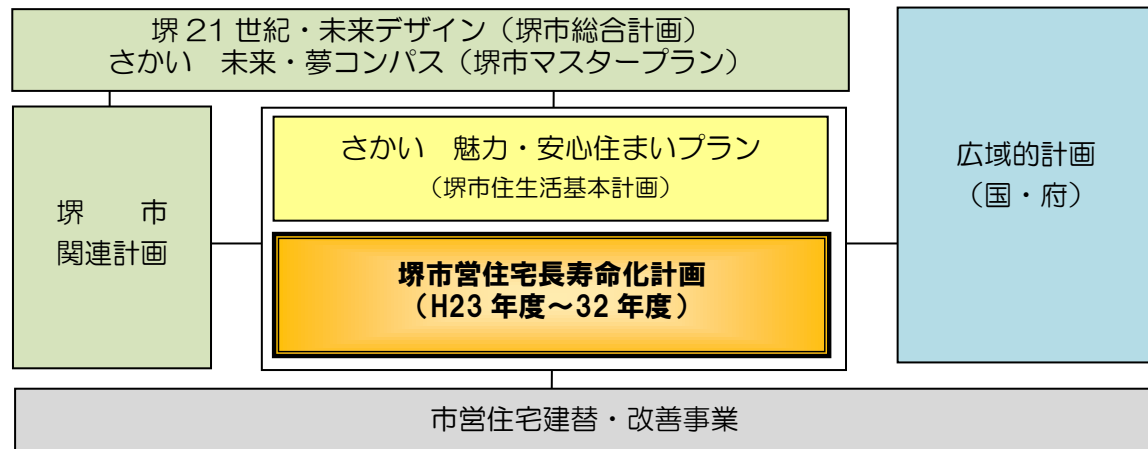 堺21世紀・未来デザイン（堺市総合計画）
さかい　未来・夢コンパス（堺市マスタープラン）
堺　　市
関連計画
さかい　魅力・安心住まいプラン
（堺市住生活基本計画）
堺市営住宅長寿命化計画
（H23年度～32年度）
広域的計画
（国・府）
市営住宅建替・改善事業